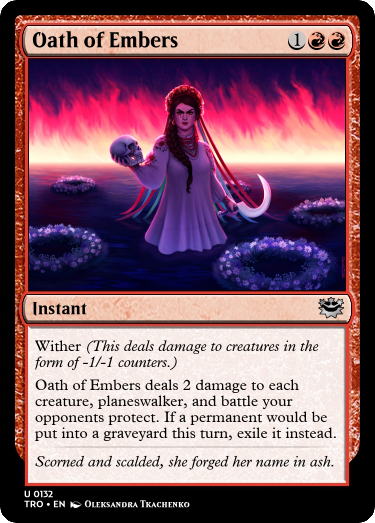 Oath of Embers 1
Instant
Wither (This deals damage to creatures in the
form of -1/-1 counters.)
Oath of Embers deals 2 damage to each
creature, planeswalker, and battle your
opponents protect. If a permanent would be
put into a graveyard this turn, exile it instead.
Scorned and scalded, she forged her name in ash.
U 0132
TRO • EN Oleksandra Tkachenko